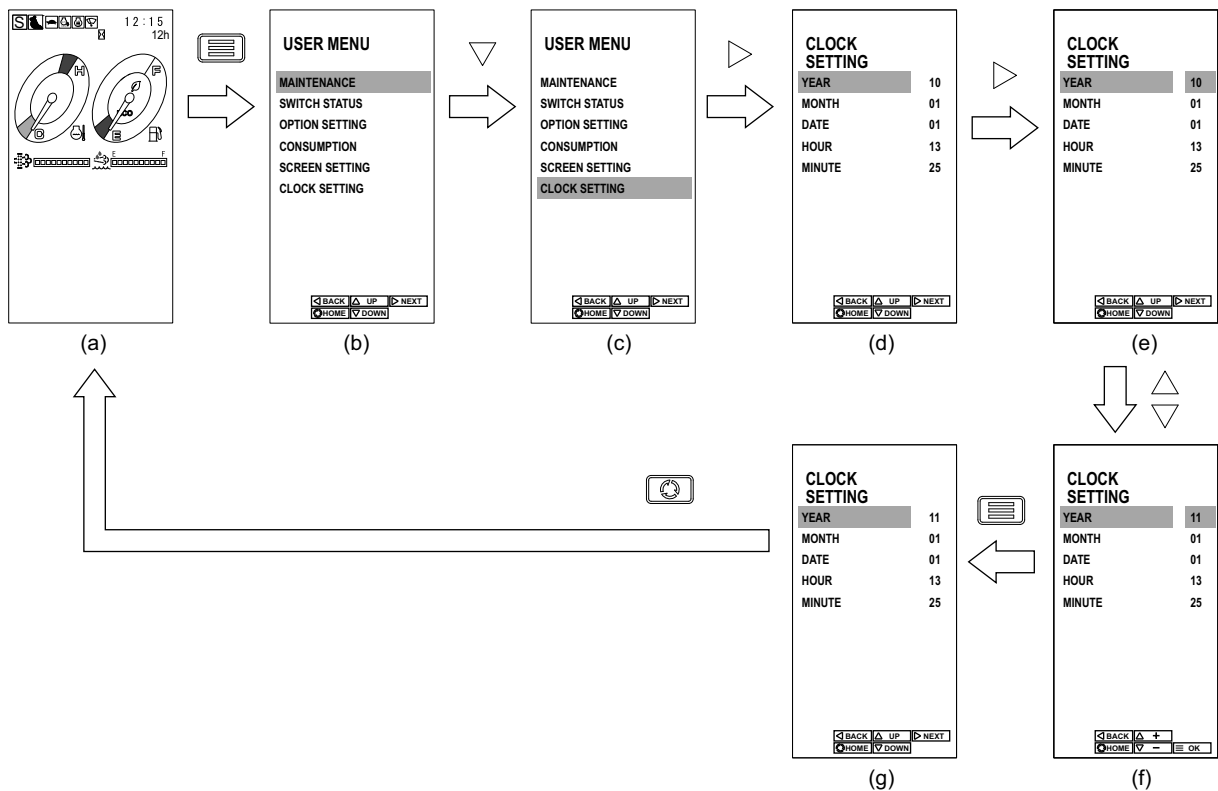 S 12:15
12h
H F
ECO
C E
E F
(a)
USER MENU
MAINTENANCE
SWITCH STATUS
OPTION SETTING
CONSUMPTION
SCREEN SETTING
CLOCK SETTING
BACK UP NEXT
HOME DOWN
(b)
USER MENU
MAINTENANCE
SWITCH STATUS
OPTION SETTING
CONSUMPTION
SCREEN SETTING
CLOCK SETTING
BACK UP NEXT
HOME DOWN
(c)
CLOCK
SETTING
YEAR 10
MONTH 01
DATE 01
HOUR 13
MINUTE 25
BACK UP NEXT
HOME DOWN
(d)
CLOCK
SETTING
YEAR 10
MONTH 01
DATE 01
HOUR 13
MINUTE 25
BACK UP NEXT
HOME DOWN
(e)
CLOCK
SETTING
YEAR 11
MONTH 01
DATE 01
HOUR 13
MINUTE 25
BACK UP NEXT
HOME DOWN
(g)
CLOCK
SETTING
YEAR 11
MONTH 01
DATE 01
HOUR 13
MINUTE 25
BACK +
HOME − OK
(f)